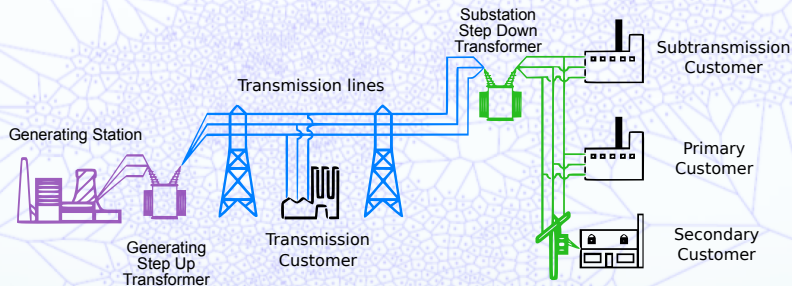 Substation
Step Down
Transformer
Subtransmission
Customer
Transmission lines
Generating Station
Primary
Customer
Generating
Step Up
Transformer
Transmission
Customer
Secondary
Customer